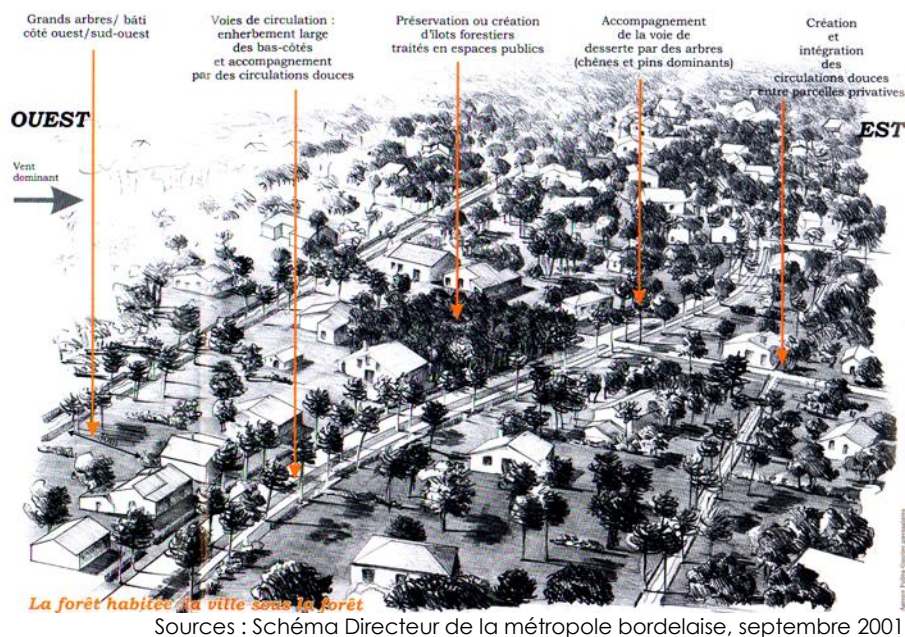 Grands arbres/ bâti
côté ouest/sud-ouest
Voies de circulation :
enherbement large
des bas-côtés
et accompagnement
par des circulations douces
Préservation ou création
d'îlots forestiers
traités en espaces publics
Accompagnement
de la voie de
desserte par des arbres
(chênes et pins dominants)
Création
et
intégration
des
circulations douces
entre parcelles privatives
OUEST
EST
Vent
dominant
La forêt habitée : la ville sous la forêt
Sources : Schéma Directeur de la métropole bordelaise, septembre 2001